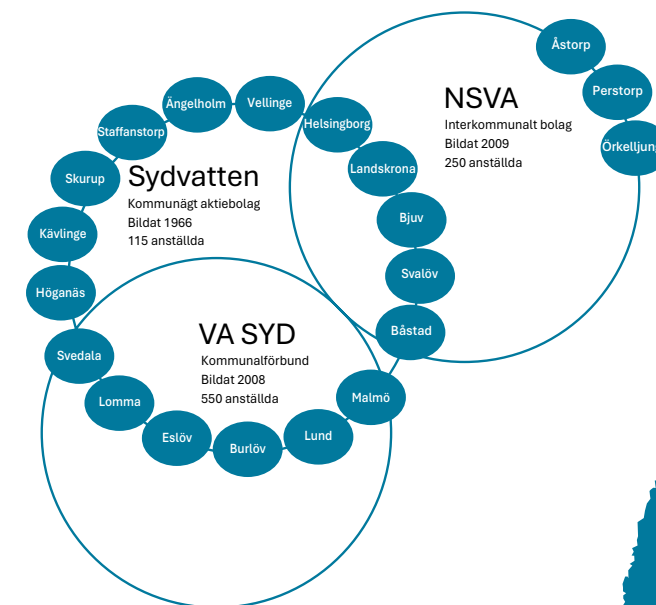 Åstorp
Perstorp
NSVA
Interkommunalt bolag
Bildat 2009
250 anställda
Ängelholm
Vellinge
Helsingborg
Staffanstorp
Landskrona
Skurup
Sydvatten
Kommunägt aktiebolag
Bildat 1966
115 anställda
Bjuv
Kävlinge
Svalöv
Höganäs
Båstad
VA SYD
Kommunalförbund
Bildat 2008
550 anställda
Svedala
Malmö
Lomma
Eslöv
Burlöv
Lund